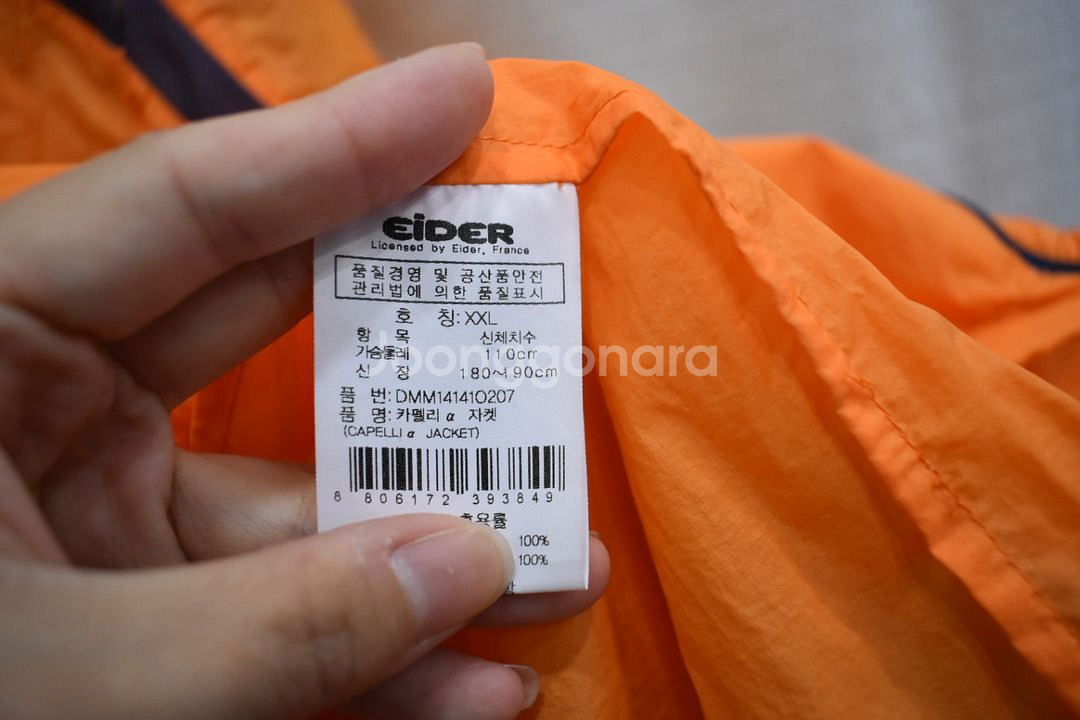 EiDER
Licensed by Eider, France
품질경영 및 공산품안전
관리법에 의한 품질표시
호 칭:XXL
항 목 신체치수
가슴둘레 110cm
신 장 180~190cm
Joonggonara
품 번:DMM14141O207
품 명:카펠리 α 자켓
(CAPELLI α JACKET)
8 806172 393849
혼용률
100%
100%